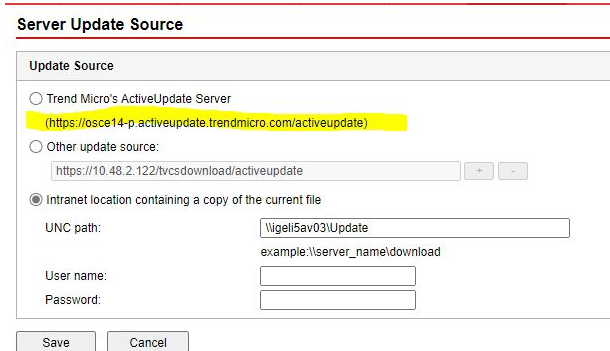 Server Update Source
Update Source
Trend Micro's ActiveUpdate Server
(https://osce14-p.activeupdate.trendmicro.com/activeupdate)
Other update source:
https://10.48.2.122/tvcsdownload/activeupdate + -
Intranet location containing a copy of the current file
UNC path: \\igeli5av03\Update
example:\\server_name\download
User name:
Password:
Save Cancel